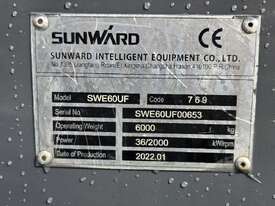 SUNWARD CE
SUNWARD INTELLIGENT EQUIPMENT CO., LTD.
Model SWE60UF Code 769
Serial No SWE60UF00653
Operating Weight 6000 kg
Power 36/2000 kW/rpm
Date of Production 2022.01